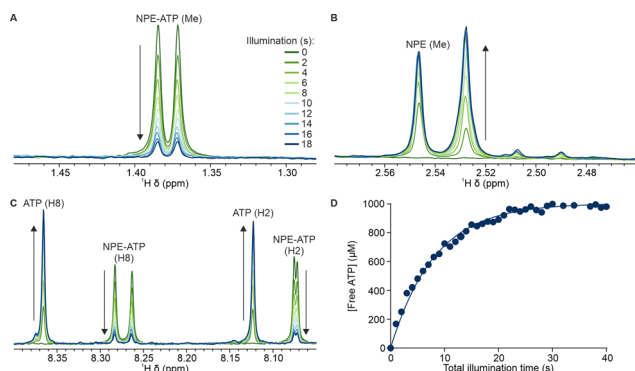 A
NPE-ATP (Me)
Illumination (s):
0
2
4
6
8
10
12
14
16
18
1.45
1.40
1.35
1.30
¹H δ (ppm)
B
NPE (Me)
2.56
2.54
2.52
2.50
2.48
¹H δ (ppm)
C
ATP (H8)
NPE-ATP
(H8)
ATP (H2)
NPE-ATP
(H2)
8.35
8.30
8.25
8.20
8.15
8.10
¹H δ (ppm)
D
[Free ATP] (µM)
1000
800
600
400
200
0
0
10
20
30
40
Total illumination time (s)